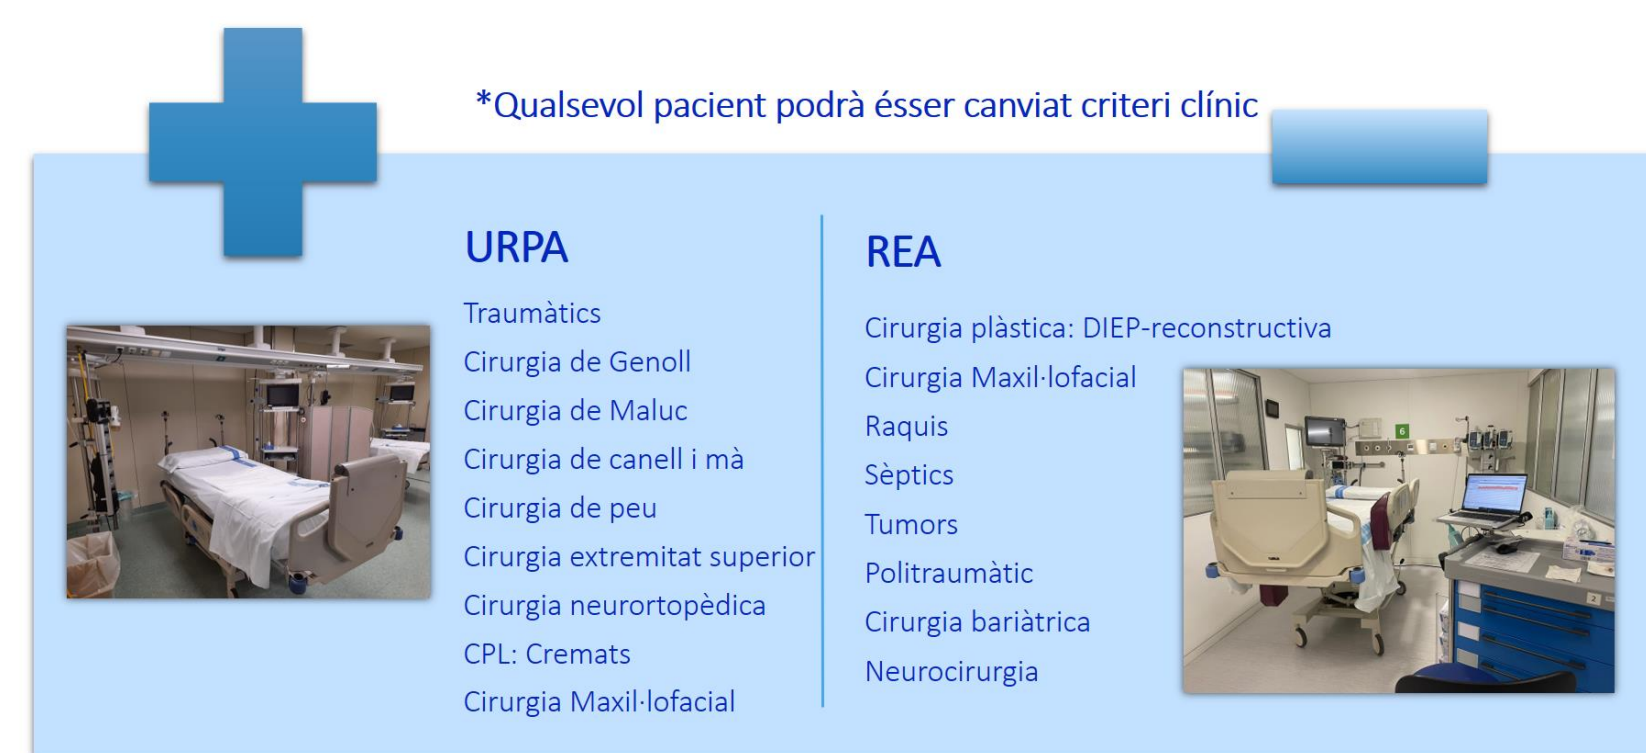 *Qualsevol pacient podrà ésser canviat criteri clínic
URPA
Traumàtics
Cirurgia de Genoll
Cirurgia de Maluc
Cirurgia de canell i mà
Cirurgia de peu
Cirurgia extremitat superior
Cirurgia neurortopèdica
CPL: Cremats
Cirurgia Maxil·lofacial
REA
Cirurgia plàstica: DIEP-reconstructiva
Cirurgia Maxil·lofacial
Raquis
Sèptics
Tumors
Politraumàtic
Cirurgia bariàtrica
Neurocirurgia
6
2